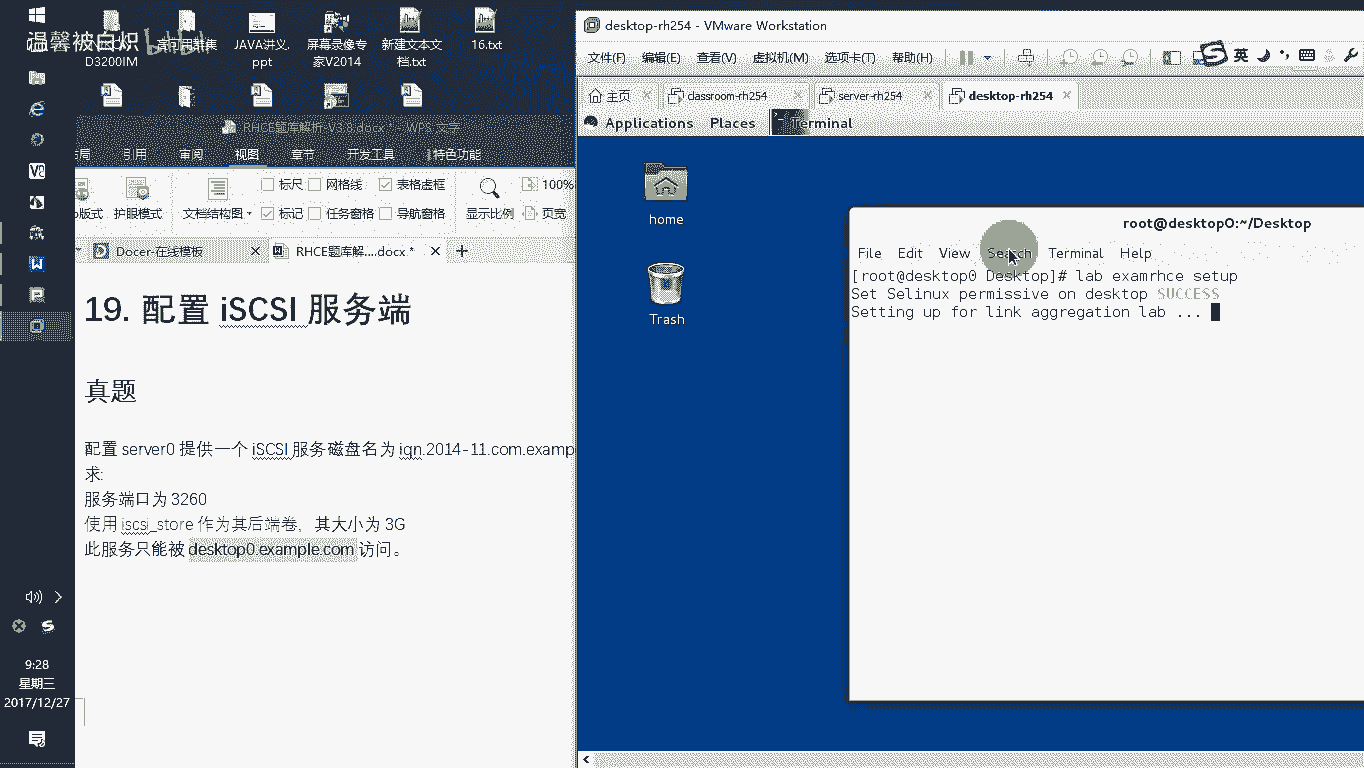 温馨被白炽
D3200IM
JAVA讲义.ppt
屏幕录像专家V2014
新建文本文档.txt
16.txt
RHCE题库解析-V3.8.docx * - WPS 文字
引用 审阅 视图 章节 开发工具 特色功能
护眼模式 文档结构图 标尺 网格线 表格虚框 标记 任务窗格 导航窗格 显示比例 100% 页宽
Docer-在线模板
RHCE题库解....docx *
19. 配置 iSCSI 服务端
真题
配置 server0 提供一个 iSCSI 服务磁盘名为 iqn.2014-11.com.examp
求:
服务端口为 3260
使用 iscsi_store 作为其后端卷，其大小为 3G
此服务只能被 desktop0.example.com 访问。
9:28
星期三
2017/12/27
desktop-rh254 - VMware Workstation
文件(F) 编辑(E) 查看(V) 虚拟机(M) 选项卡(T) 帮助(H)
英
主页 classroom-rh254 server-rh254 desktop-rh254
Applications Places Terminal
home
Trash
root@desktop0:~/Desktop
File Edit View Search Terminal Help
[root@desktop0 Desktop]# lab examrhce setup
Set Selinux permissive on desktop SUCCESS
Setting up for link aggregation lab ...